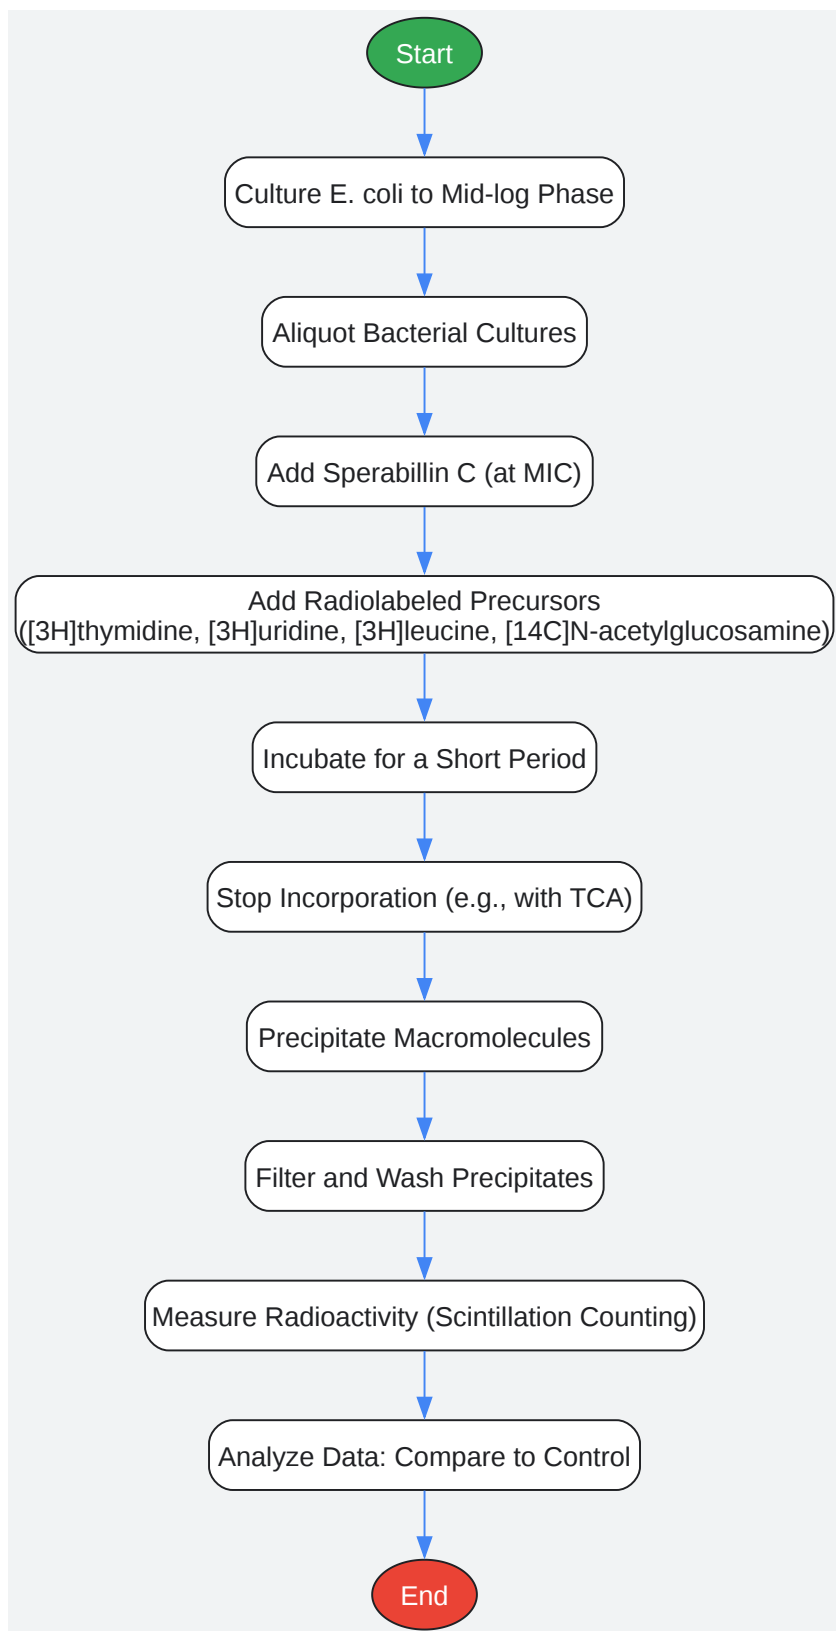 Start
Culture E. coli to Mid-log Phase
Aliquot Bacterial Cultures
Add Sperabillin C (at MIC)
Add Radiolabeled Precursors
([3H]thymidine, [3H]uridine, [3H]leucine, [14C]N-acetylglucosamine)
Incubate for a Short Period
Stop Incorporation (e.g., with TCA)
Precipitate Macromolecules
Filter and Wash Precipitates
Measure Radioactivity (Scintillation Counting)
Analyze Data: Compare to Control
End